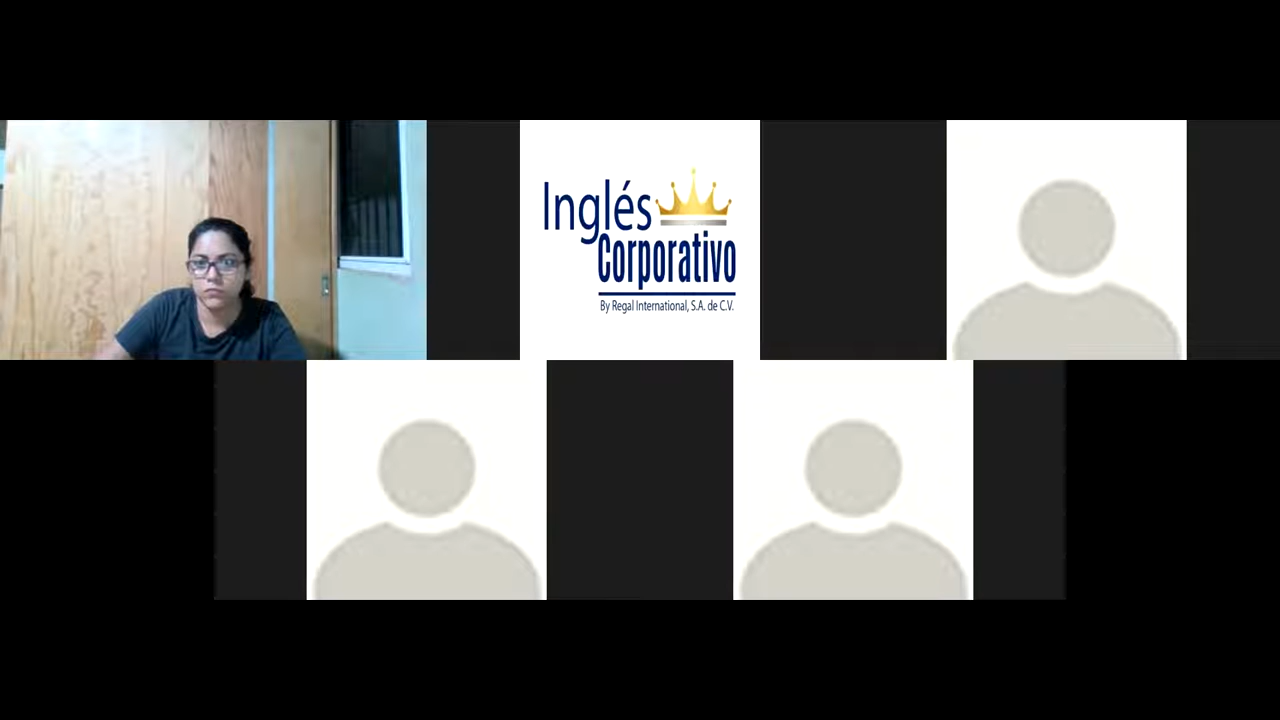 Inglés
Corporativo
By Regal International, S.A. de C.V.